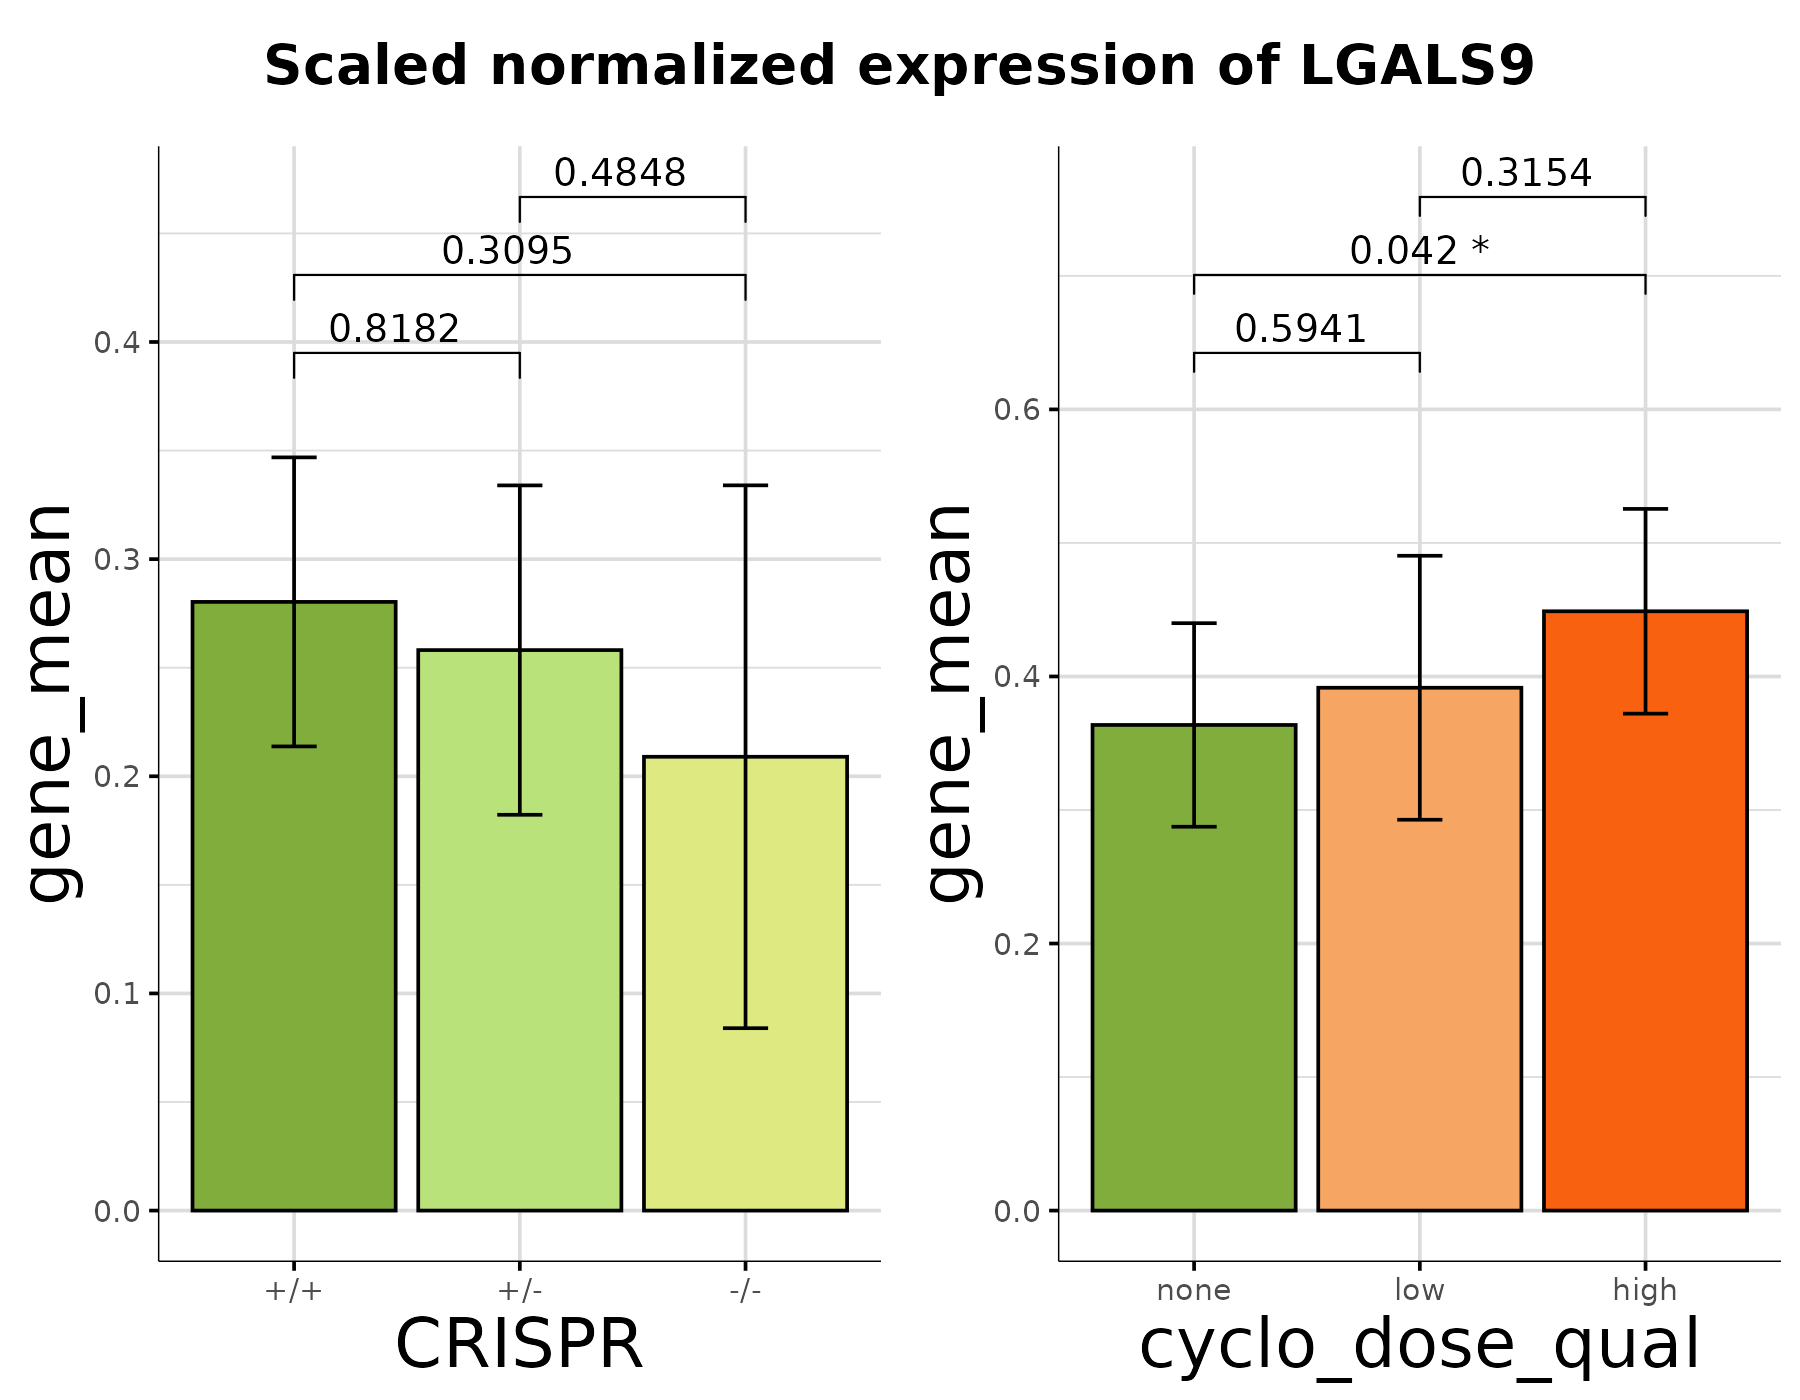 Scaled normalized expression of LGALS9
gene_mean
0.4848
0.3095
0.8182
0.4
0.3
0.2
0.1
0.0
+/+ +/- -/-
CRISPR
gene_mean
0.3154
0.042 *
0.5941
0.6
0.4
0.2
0.0
none low high
cyclo_dose_qual